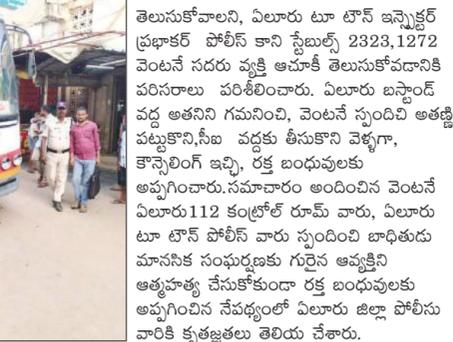 తెలుసుకోవాలని, ఏలూరు టూ టౌన్ ఇన్స్పెక్టర్
ప్రభాకర్ పోలీస్ కాని స్టేబుల్స్ 2323,1272
వెంటనే సదరు వ్యక్తి ఆచూకీ తెలుసుకోవడానికి
పరిసరాలు పరిశీలించారు. ఏలూరు బస్టాండ్
వద్ద అతనిని గమనించి, వెంటనే స్పందించి అతణ్ణి
పట్టుకొని,సీఐ వద్దకు తీసుకొని వెళ్ళగా,
కౌన్సెలింగ్ ఇచ్చి, రక్త బంధువులకు
అప్పగించారు.సమాచారం అందించిన వెంటనే
ఏలూరు112 కంట్రోల్ రూమ్ వారు, ఏలూరు
టూ టౌన్ పోలీస్ వారు స్పందించి బాధితుడు
మానసిక సంఘర్షణకు గురైన ఆవ్యక్తిని
ఆత్మహత్య చేసుకోకుండా రక్త బంధువులకు
అప్పగించిన నేపథ్యంలో ఏలూరు జిల్లా పోలీసు
వారికి కృతజ్ఞతలు తెలియ చేశారు.